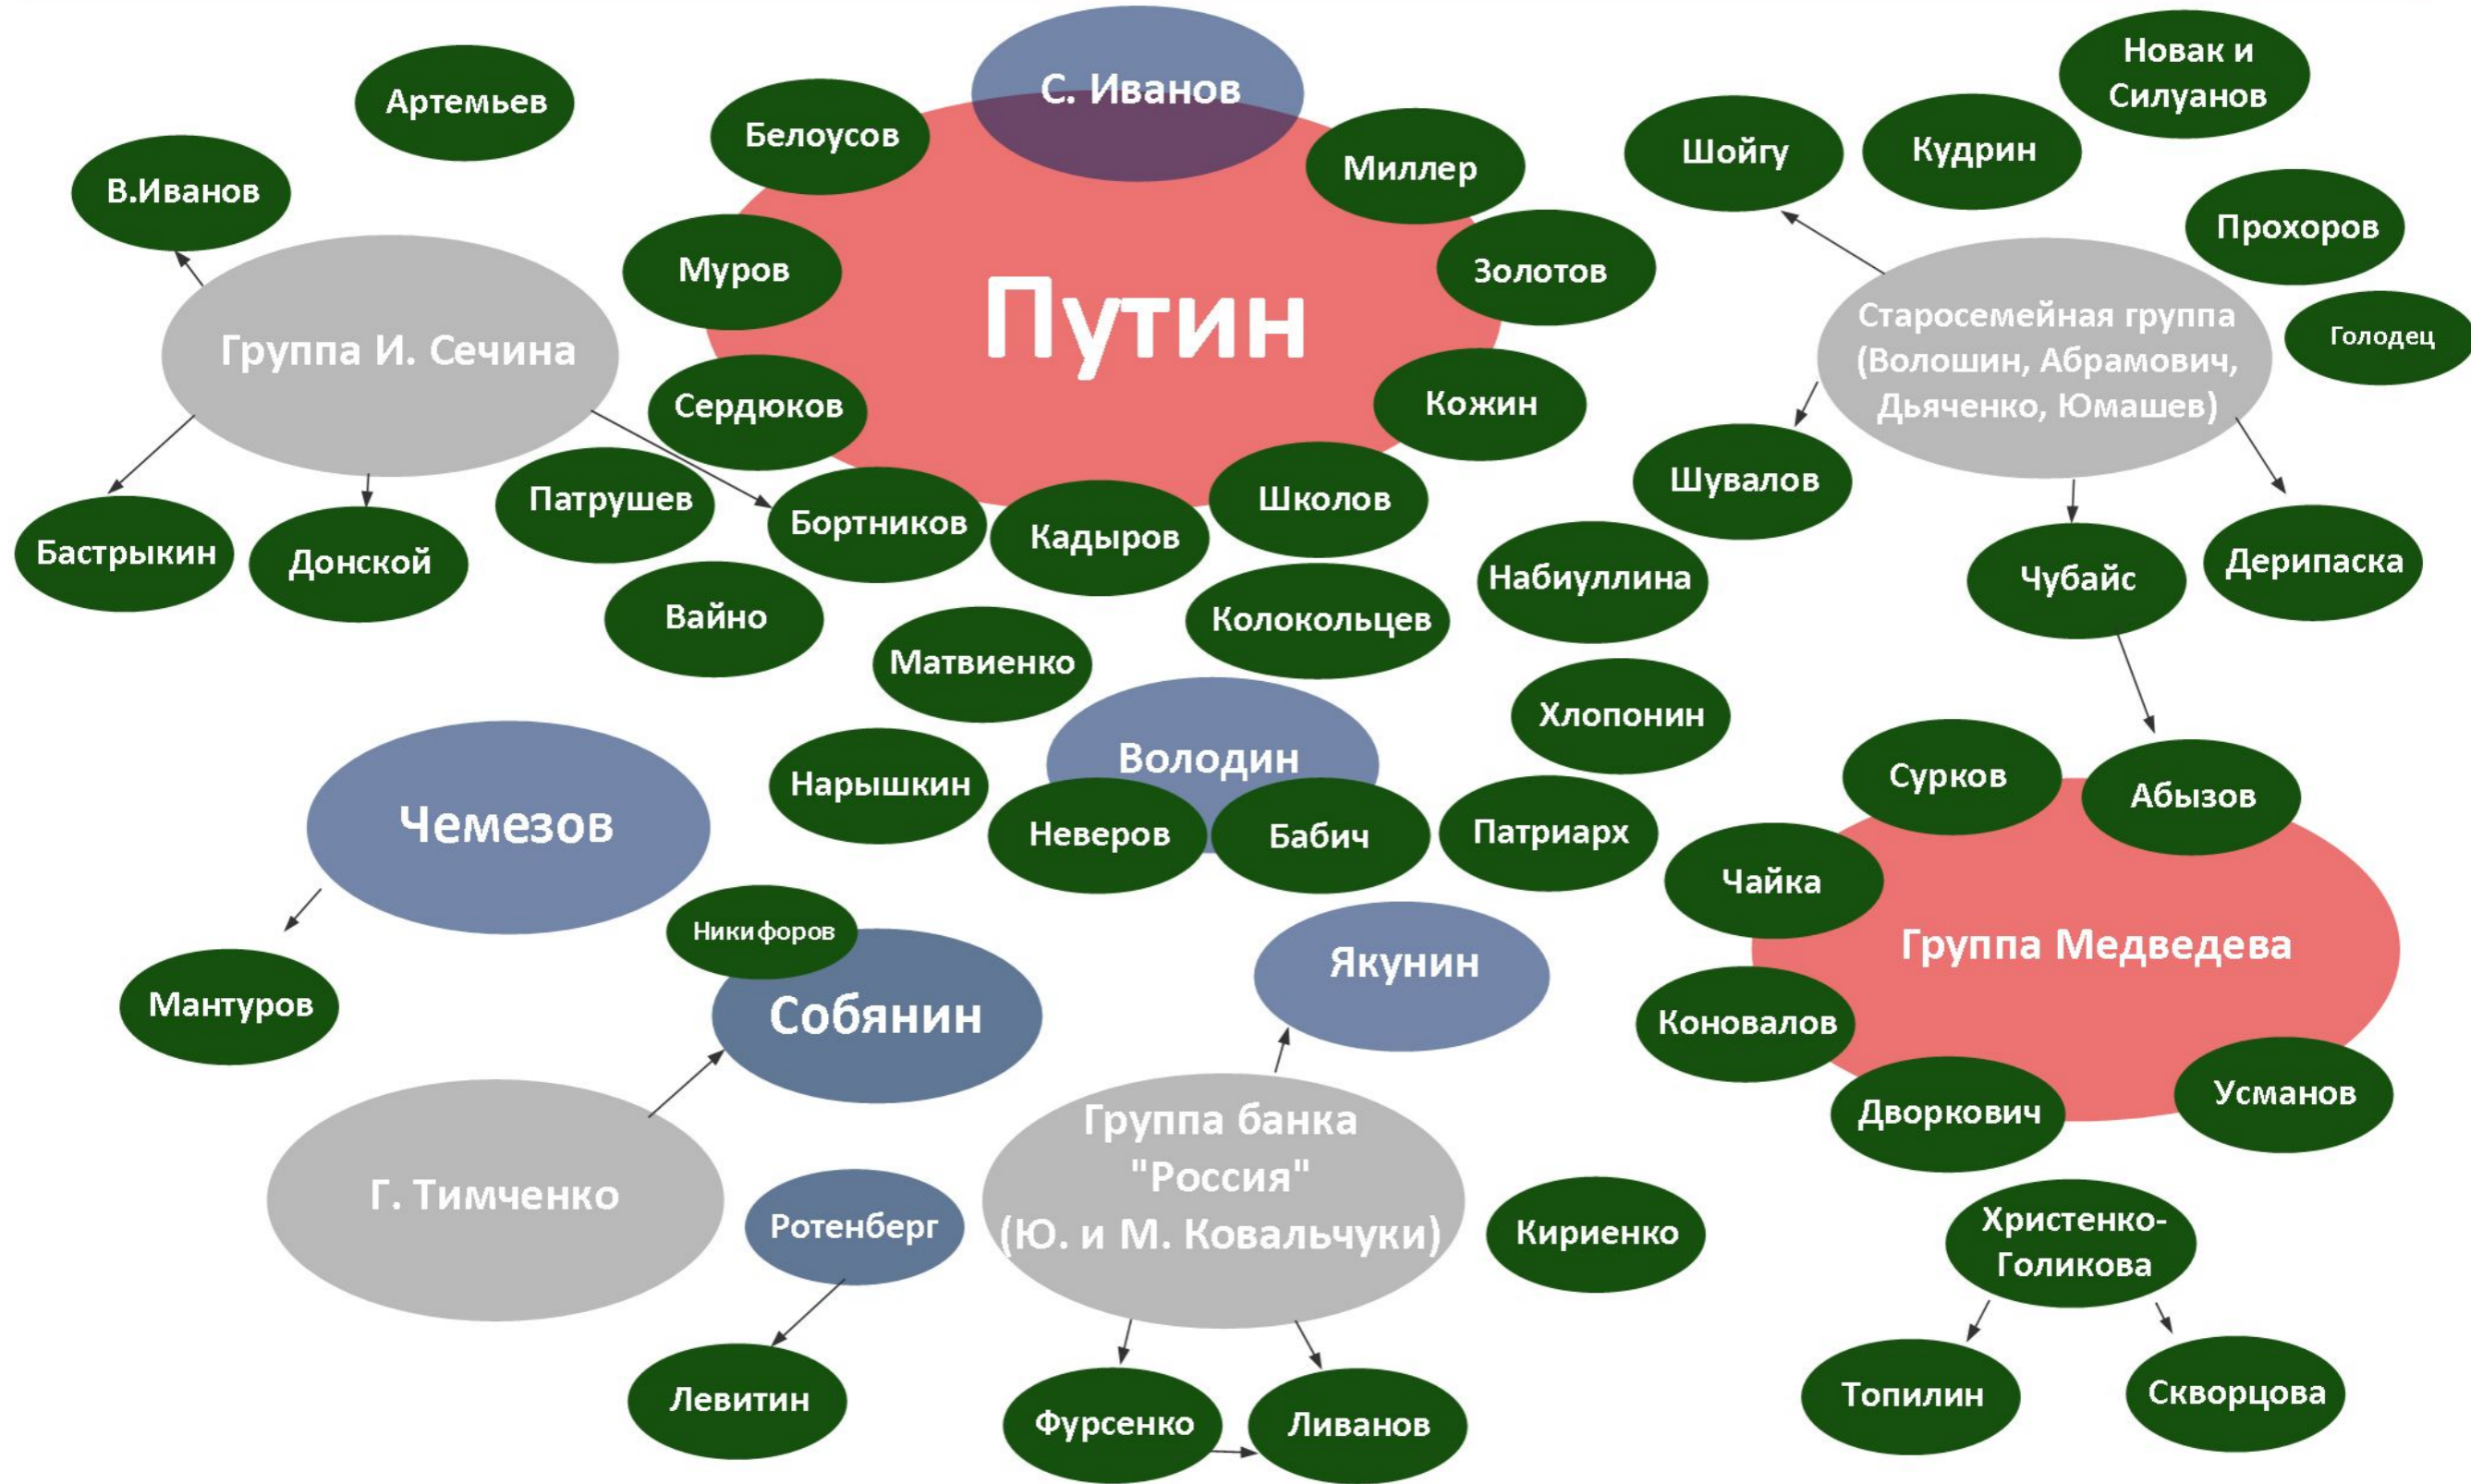 Новак и
Силуанов
С. Иванов
Артемьев
Белоусов
Миллер
Шойгу
Кудрин
В.Иванов
Прохоров
Муров
Золотов
Путин
Старосемейная группа
(Волошин, Абрамович,
Дьяченко, Юмашев)
Голодец
Группа И. Сечина
Сердюков
Кожин
Шувалов
Патрушев
Бортников
Кадыров
Школов
Бастрыкин
Донской
Набиуллина
Чубайс
Дерипаска
Вайно
Колокольцев
Матвиенко
Хлопонин
Володин
Нарышкин
Сурков
Абызов
Чемезов
Неверов
Бабич
Патриарх
Чайка
Никифоров
Группа Медведева
Якунин
Мантуров
Собянин
Коновалов
Усманов
Дворкович
Группа банка
"Россия"
(Ю. и М. Ковальчуки)
Г. Тимченко
Ротенберг
Кириенко
Христенко-
Голикова
Левитин
Фурсенко
Ливанов
Топилин
Скворцова